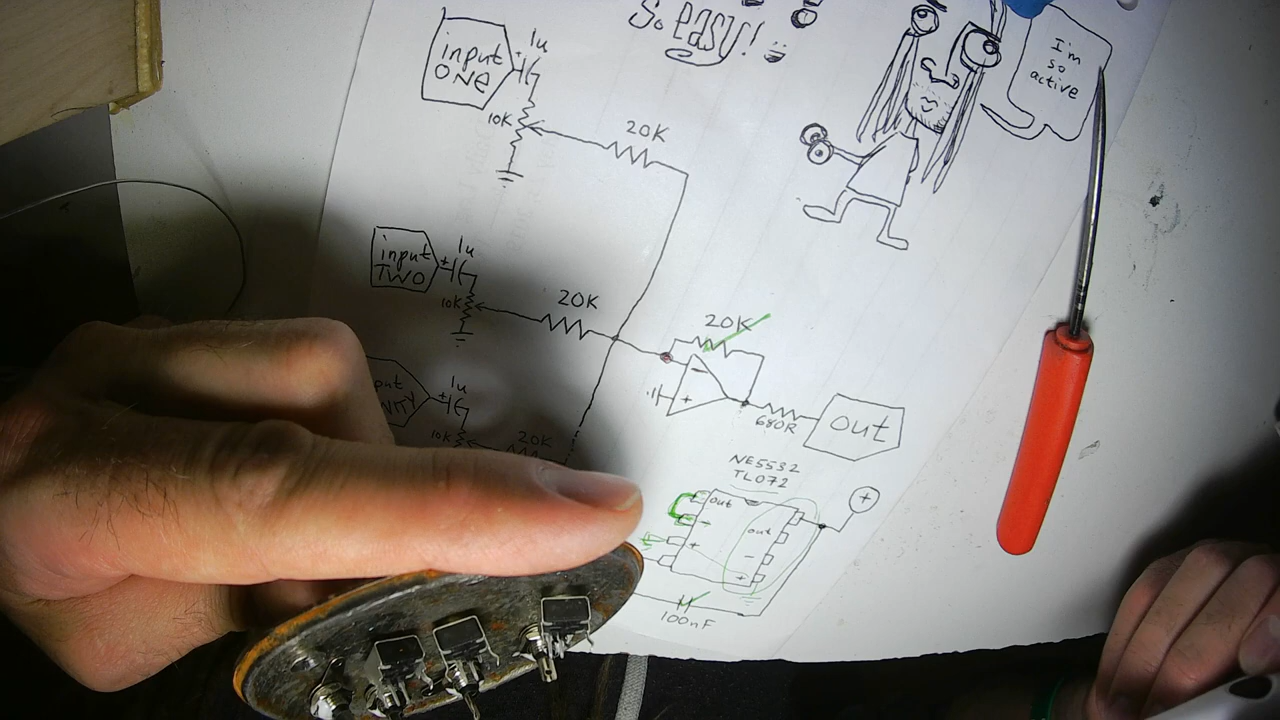 So easy!
I'm
so
active
input
ONE
1u
+
10K
20K
input
TWO
1u
+
10K
20K
20K
-
+
680R
out
1u
+
10K
20K
NE5532
TL072
out
-
+
out
-
+
+
100nF